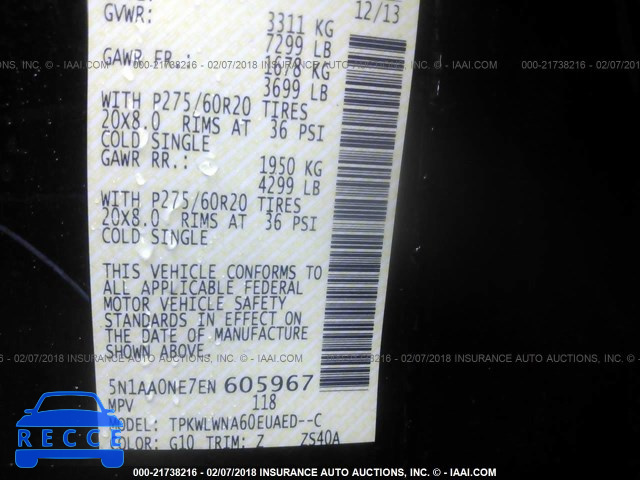 12/13
GVWR: 3311 KG
7299 LB
GAWR FR.: 1678 KG
3699 LB
WITH P275/60R20 TIRES
20X8.0 RIMS AT 36 PSI
COLD SINGLE
GAWR RR.: 1950 KG
4299 LB
WITH P275/60R20 TIRES
20X8.0 RIMS AT 36 PSI
COLD SINGLE
THIS VEHICLE CONFORMS TO
ALL APPLICABLE FEDERAL
MOTOR VEHICLE SAFETY
STANDARDS IN EFFECT ON
THE DATE OF MANUFACTURE
SHOWN ABOVE.
5N1AA0NE7EN 605967
MPV 118
MODEL: TPKWLWNA60EUAED--C
COLOR: G10 TRIM: Z ZS40A
000-21738216 - 02/07/2018 INSURANCE AUTO AUCTIONS INC. - © - IAAI.COM
RECCE